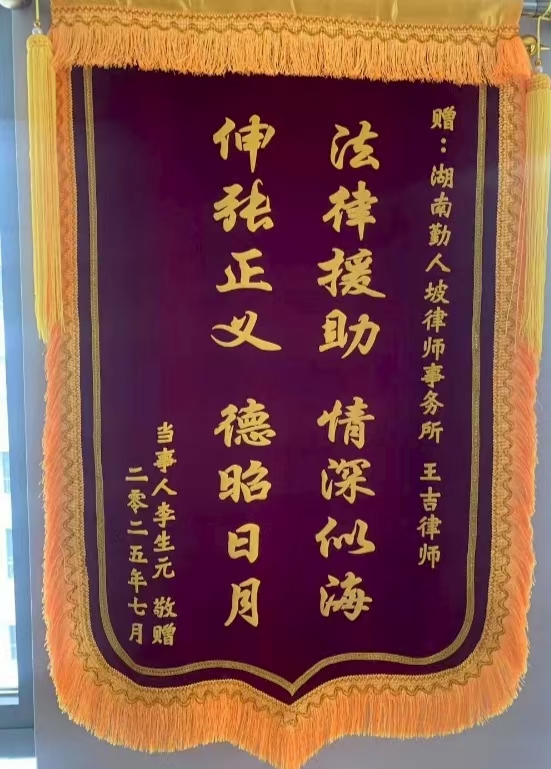 赠：湖南勤人坡律师事务所 王吉律师
法律援助 情深似海
伸张正义 德昭日月
当事人李生元 敬赠
二零二五年七月